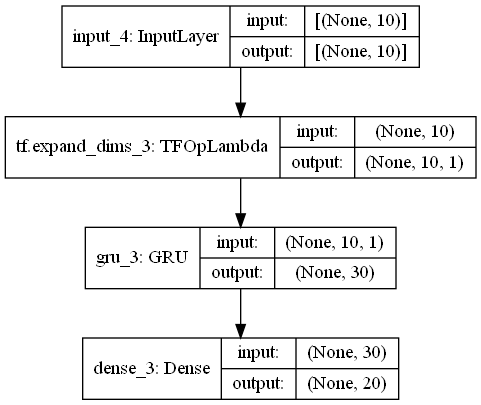 input_4: InputLayer
input: [(None, 10)]
output: [(None, 10)]
tf.expand_dims_3: TFOpLambda
input: (None, 10)
output: (None, 10, 1)
gru_3: GRU
input: (None, 10, 1)
output: (None, 30)
dense_3: Dense
input: (None, 30)
output: (None, 20)